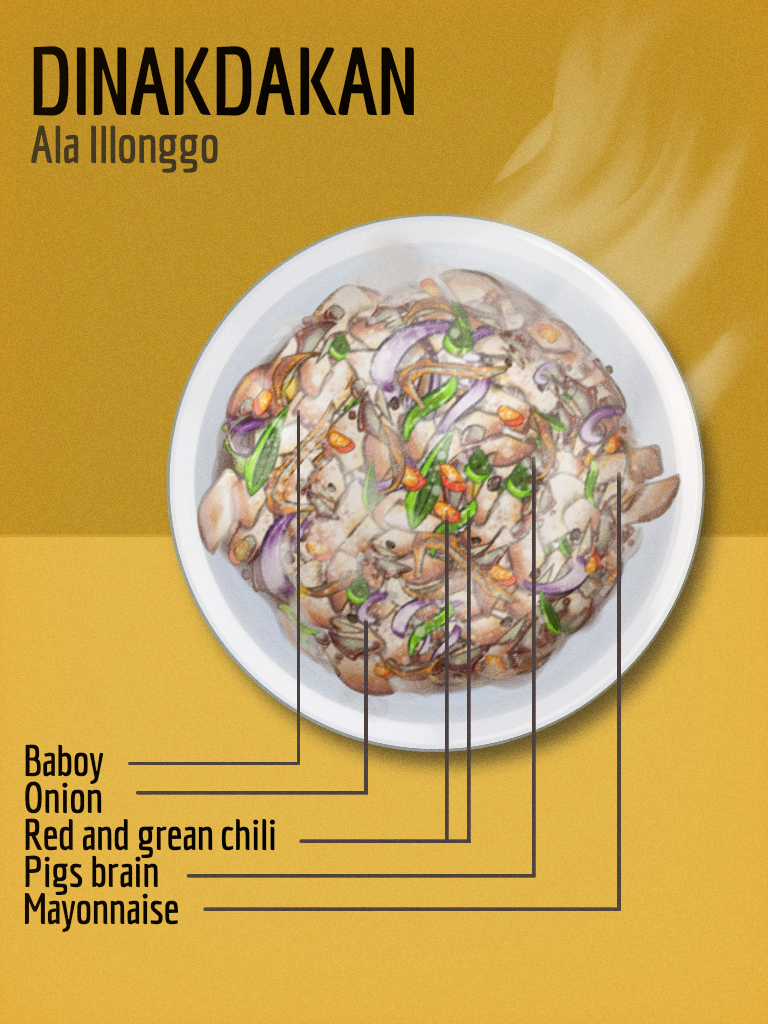 DINAKDAKAN
Ala Illonggo
Baboy
Onion
Red and grean chili
Pigs brain
Mayonnaise